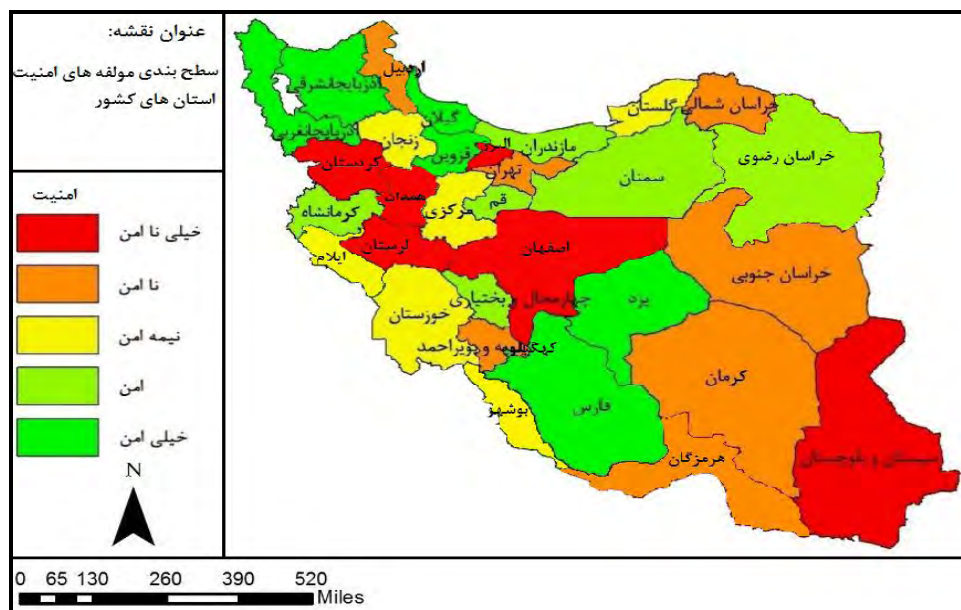 عنوان نقشه:
سطح بندی مولفه های امنیت
استان های کشور
امنیت
خیلی نا امن
نا امن
نیمه امن
امن
خیلی امن
N
0 65 130 260 390 520
Miles
اردبیل
آذربایجانشرقی
گیلان
آذربایجانغربی
زنجان
کردستان
قزوین
البرز
تهران
مازندران
گلستان
خراسان شمالی
خراسان رضوی
سمنان
همدان
مرکزی
قم
کرمانشاه
لرستان
ایلام
اصفهان
خراسان جنوبی
خوزستان
چهارمحال و بختیاری
یزد
کهگیلویه و بویراحمد
کرمان
فارس
بوشهر
هرمزگان
سیستان و بلوچستان